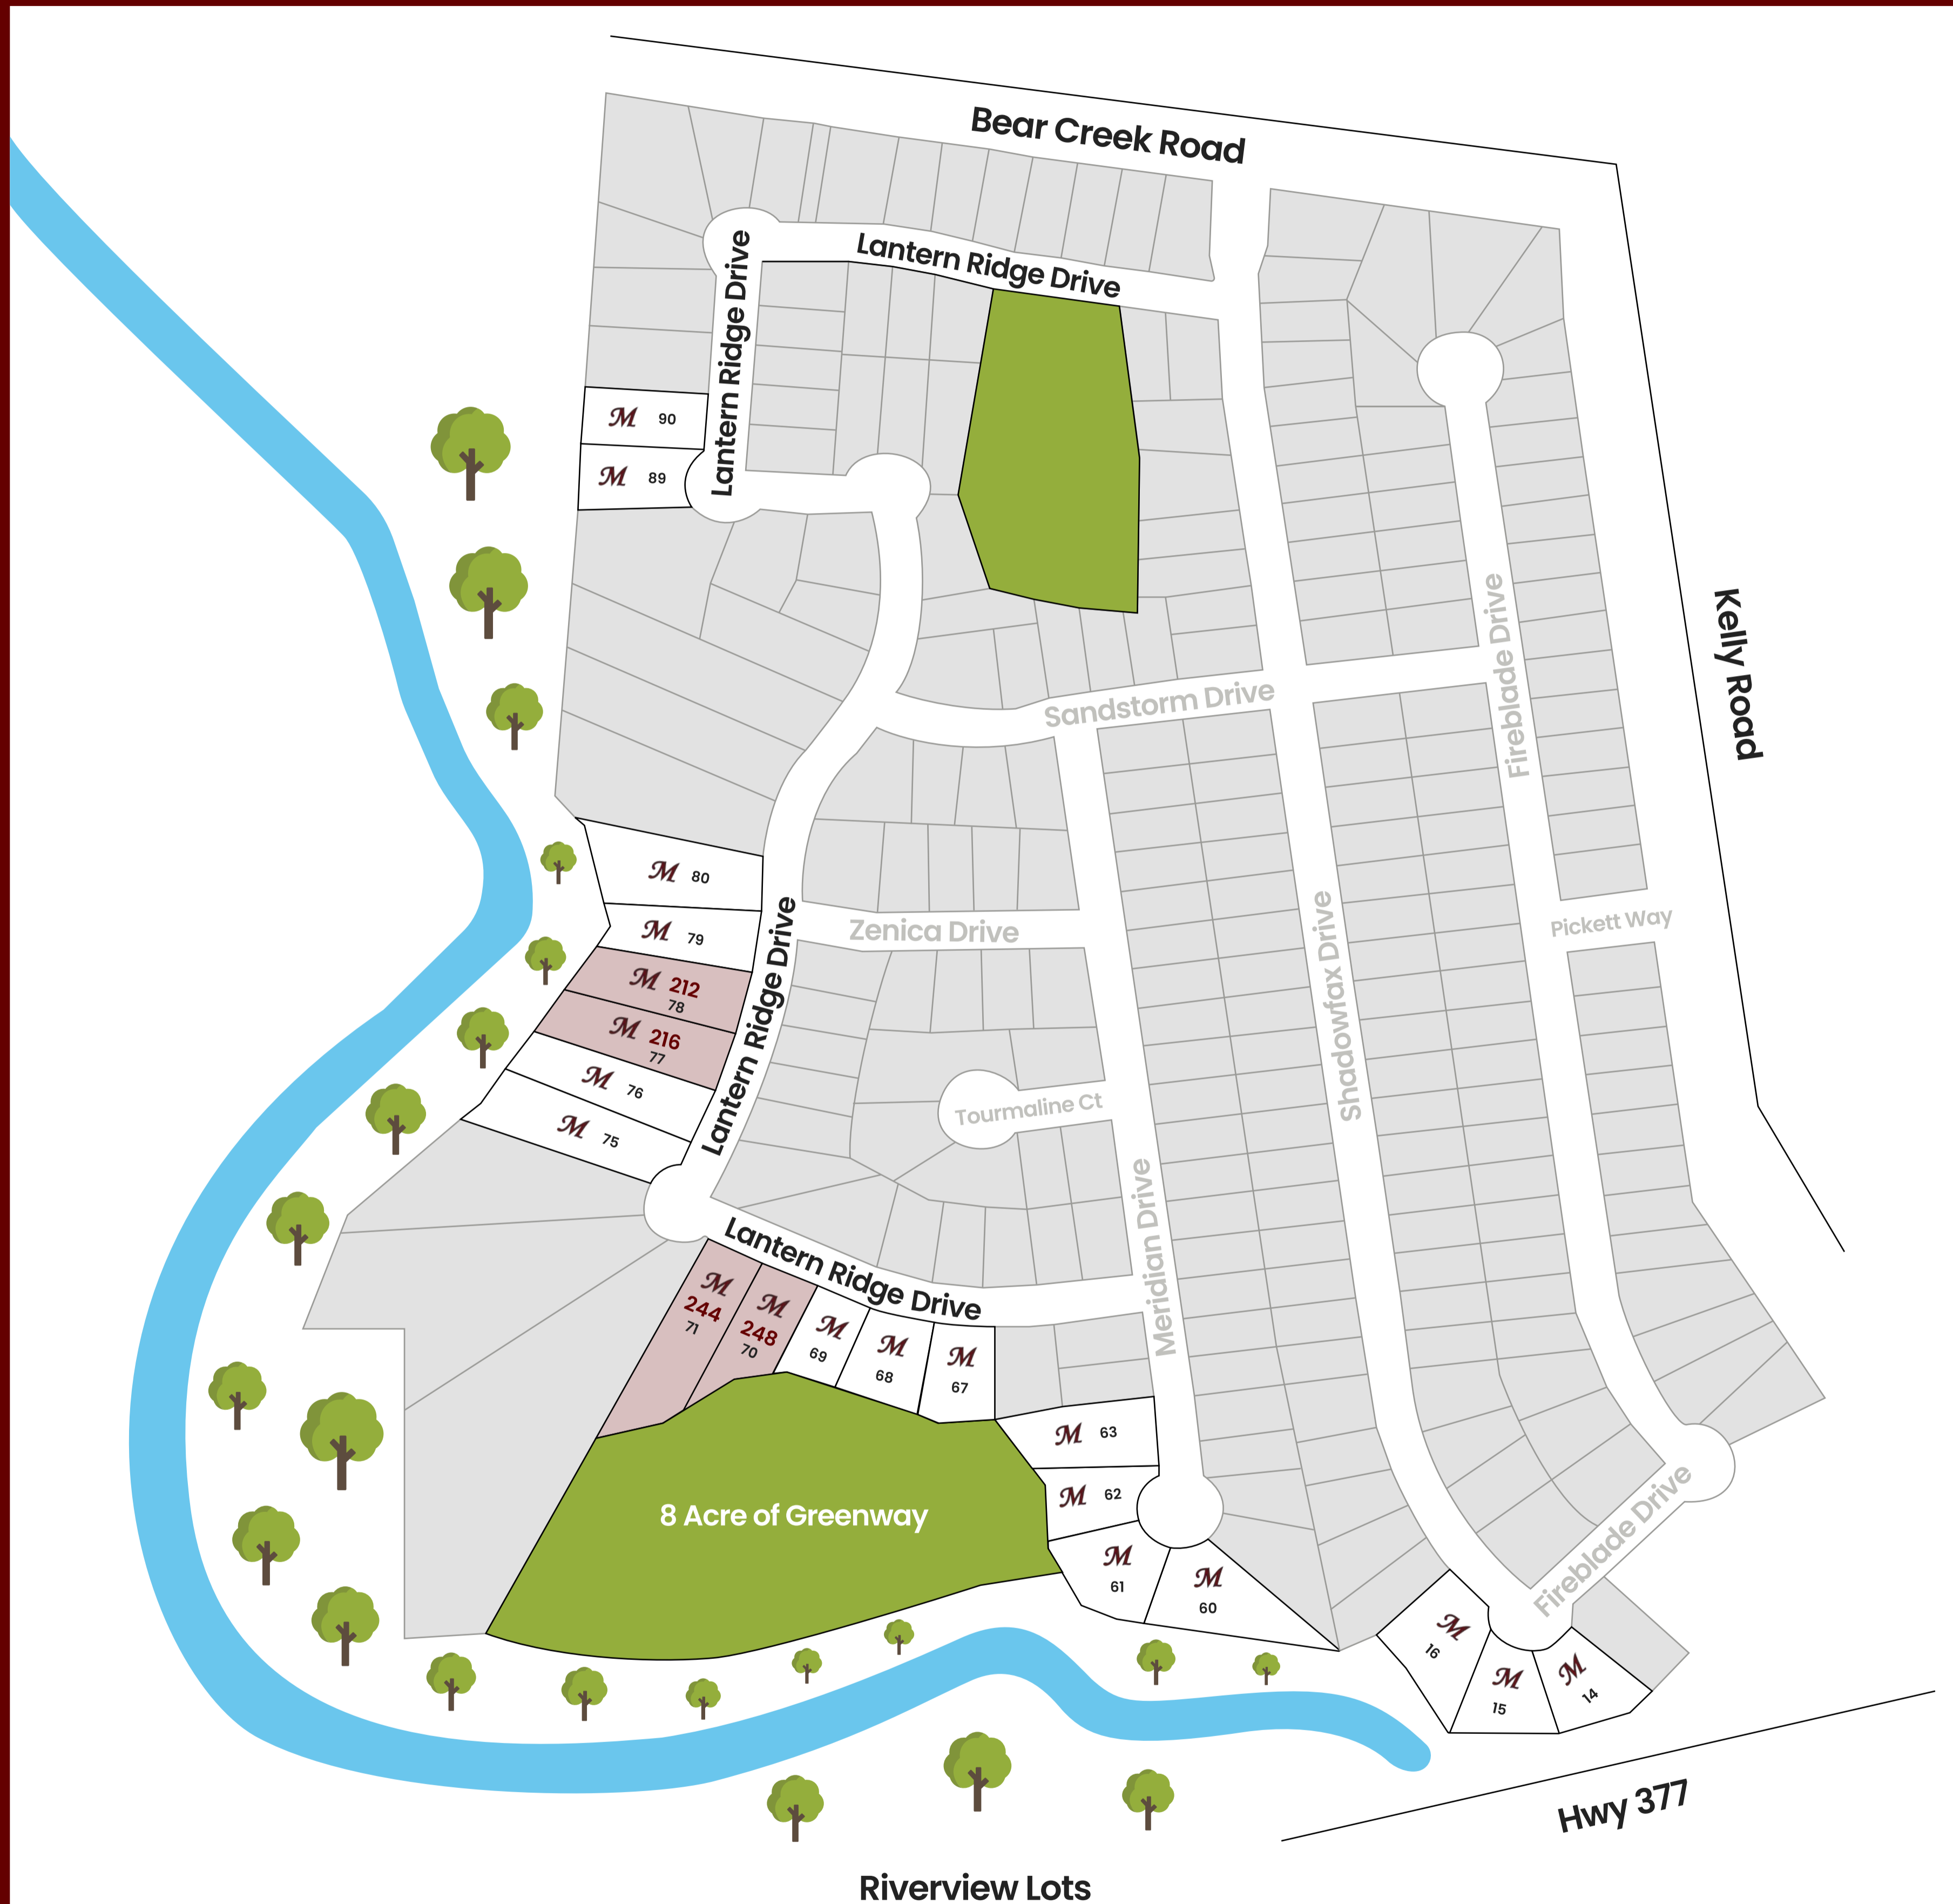 Bear Creek Road
Lantern Ridge Drive
Lantern Ridge Drive
M 90
M 89
Kelly Road
Fireblade Drive
Sandstorm Drive
M 80
M 79
Zenica Drive
Pickett Way
Shadowfax Drive
Lantern Ridge Drive
M 212
78
M 216
77
M 76
M 75
Tourmaline Ct
Meridian Drive
Lantern Ridge Drive
M
244
71
M
248
70
M
69
M
68
M
67
M 63
M 62
M
61
M
60
8 Acre of Greenway
Fireblade Drive
M
16
M
15
M
14
Hwy 377
Riverview Lots